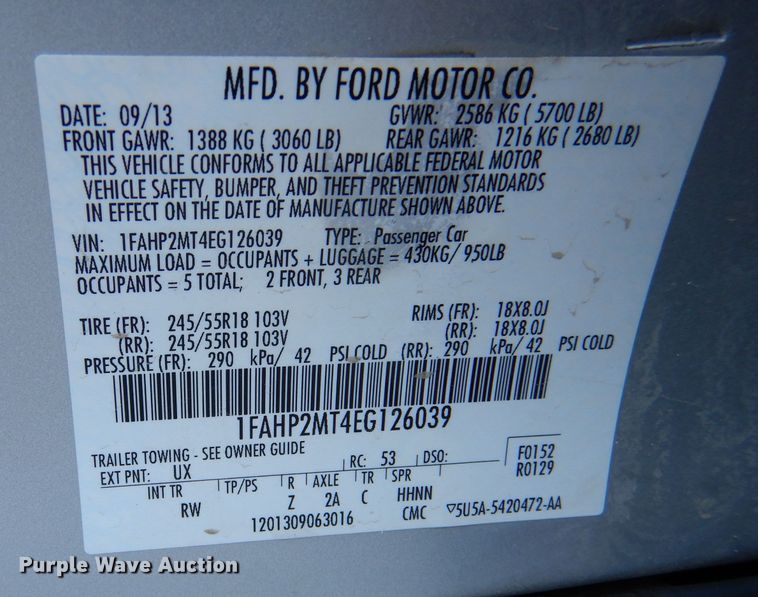 MFD. BY FORD MOTOR CO.
DATE: 09/13 GVWR: 2586 KG ( 5700 LB)
FRONT GAWR: 1388 KG ( 3060 LB) REAR GAWR: 1216 KG ( 2680 LB)
THIS VEHICLE CONFORMS TO ALL APPLICABLE FEDERAL MOTOR
VEHICLE SAFETY, BUMPER, AND THEFT PREVENTION STANDARDS
IN EFFECT ON THE DATE OF MANUFACTURE SHOWN ABOVE.
VIN: 1FAHP2MT4EG126039 TYPE: Passenger Car
MAXIMUM LOAD = OCCUPANTS + LUGGAGE = 430KG/ 950LB
OCCUPANTS = 5 TOTAL; 2 FRONT, 3 REAR
TIRE (FR): 245/55R18 103V RIMS (FR): 18X8.0J
(RR): 245/55R18 103V (RR): 18X8.0J
PRESSURE (FR): 290 kPa/ 42 PSI COLD (RR): 290 kPa/ 42 PSI COLD
1FAHP2MT4EG126039
TRAILER TOWING - SEE OWNER GUIDE
EXT PNT: UX RC: 53 DSO: F0152
R0129
INT TR TP/PS R AXLE TR SPR
RW Z 2A C HHNN
1201309063016 CMC ▽5U5A-5420472-AA
Purple Wave Auction